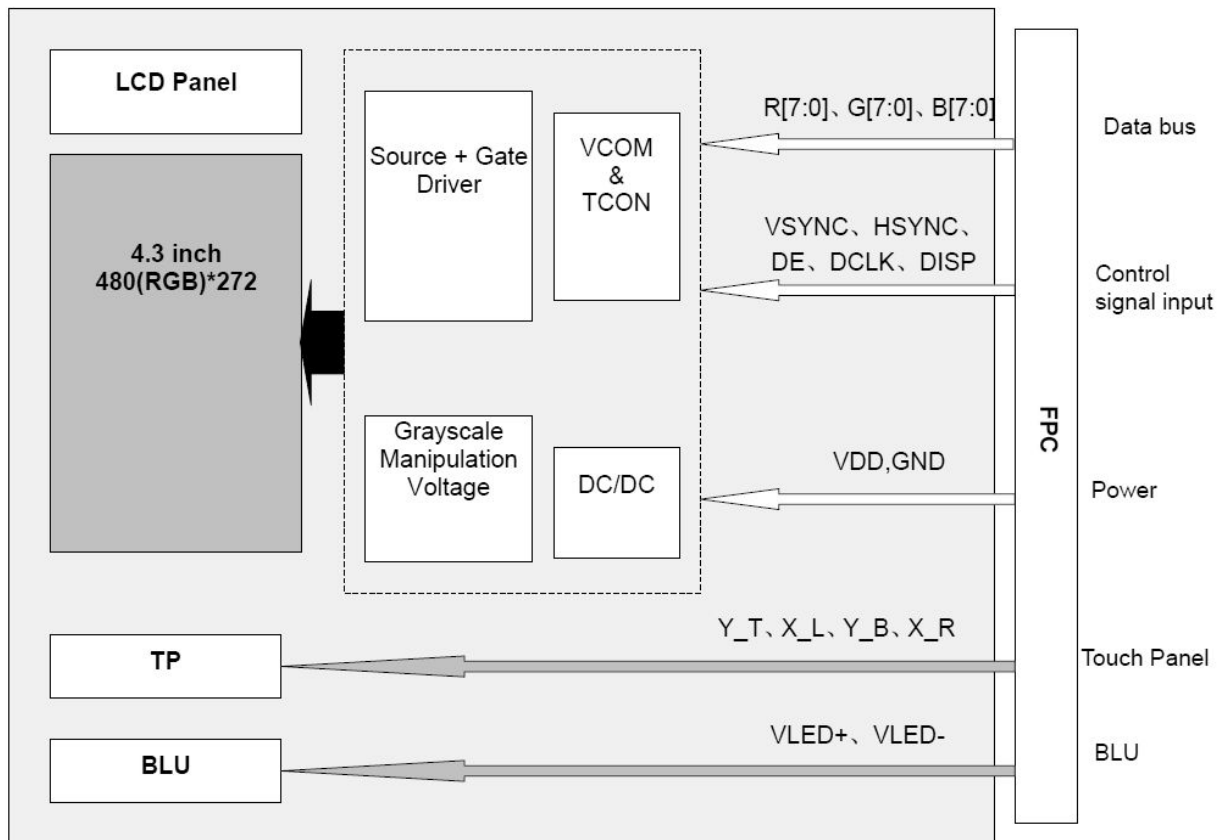 LCD Panel
4.3 inch
480(RGB)*272
Source + Gate
Driver
VCOM
&
TCON
Grayscale
Manipulation
Voltage
DC/DC
R[7:0]、G[7:0]、B[7:0]
Data bus
VSYNC、HSYNC、
DE、DCLK、DISP
Control
signal input
VDD,GND
Power
FPC
TP
Y_T、X_L、Y_B、X_R
Touch Panel
BLU
VLED+、VLED-
BLU